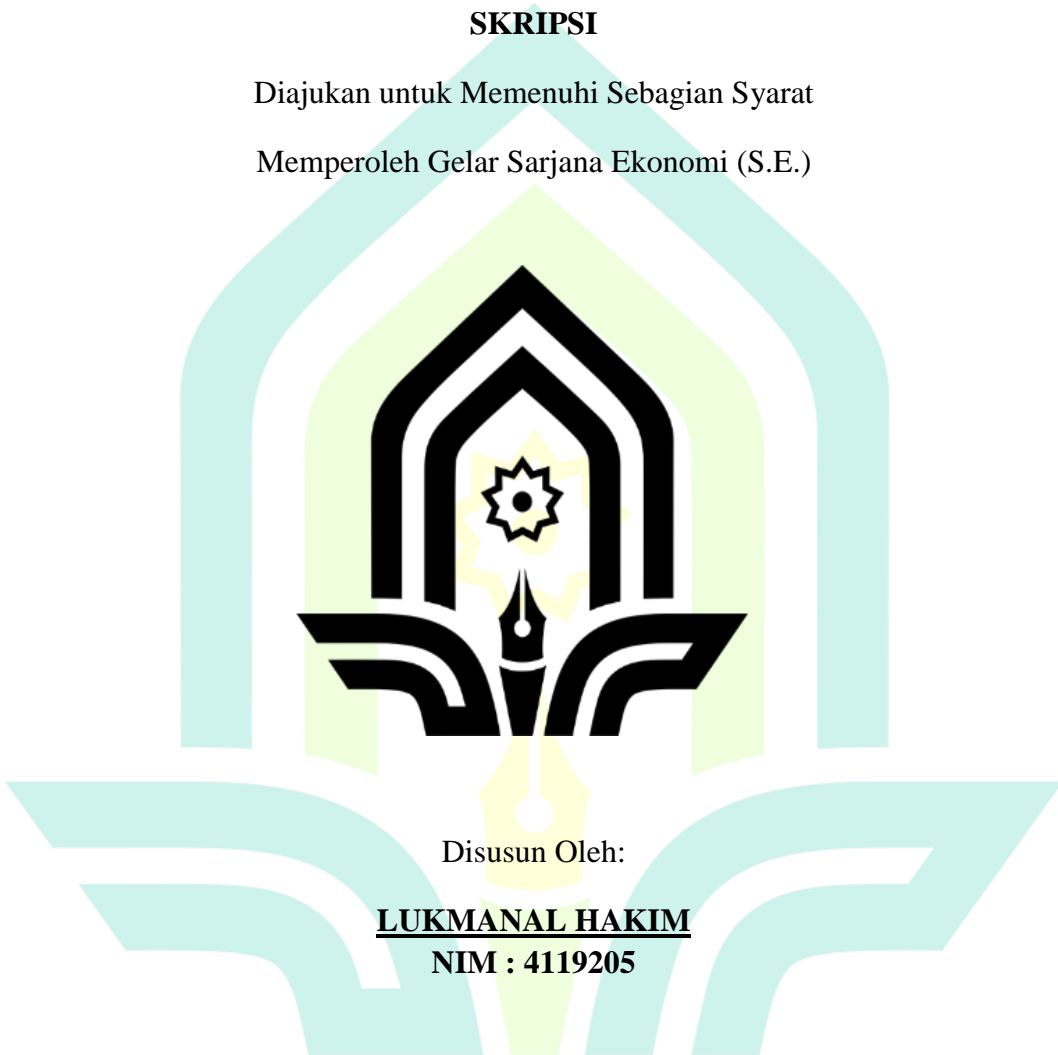 SKRIPSI
Diajukan untuk Memenuhi Sebagian Syarat
Memperoleh Gelar Sarjana Ekonomi (S.E.)
Disusun Oleh:
LUKMANAL HAKIM
NIM : 4119205